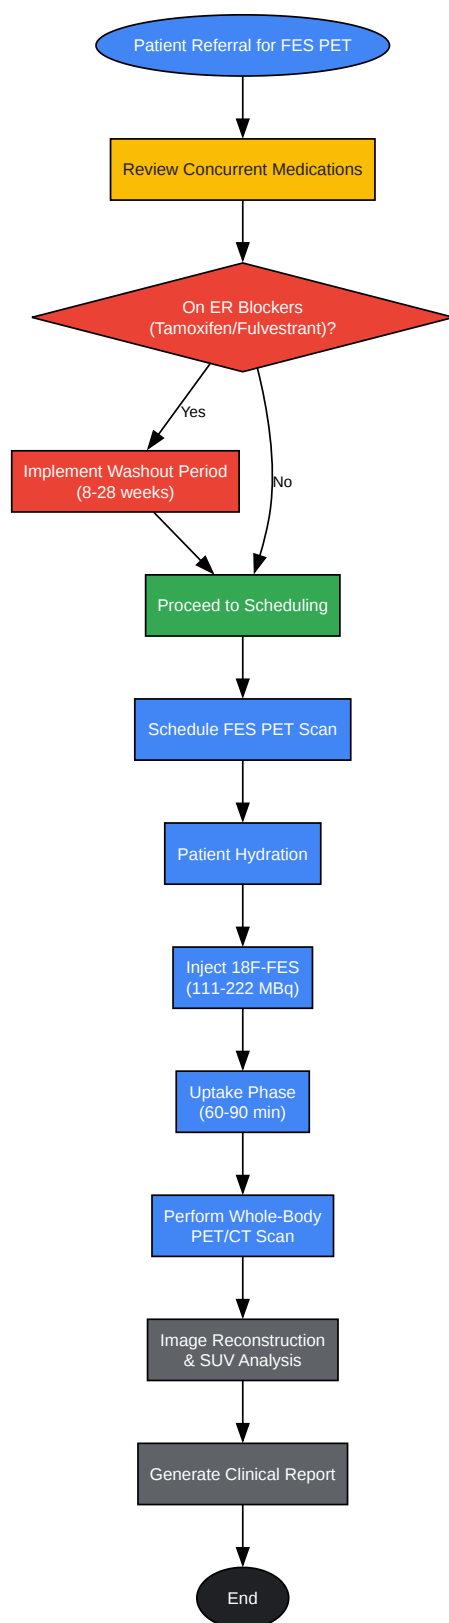 Patient Referral for FES PET
Review Concurrent Medications
On ER Blockers
(Tamoxifen/Fulvestrant)?
Yes
Implement Washout Period
(8-28 weeks)
No
Proceed to Scheduling
Schedule FES PET Scan
Patient Hydration
Inject 18F-FES
(111-222 MBq)
Uptake Phase
(60-90 min)
Perform Whole-Body
PET/CT Scan
Image Reconstruction
& SUV Analysis
Generate Clinical Report
End